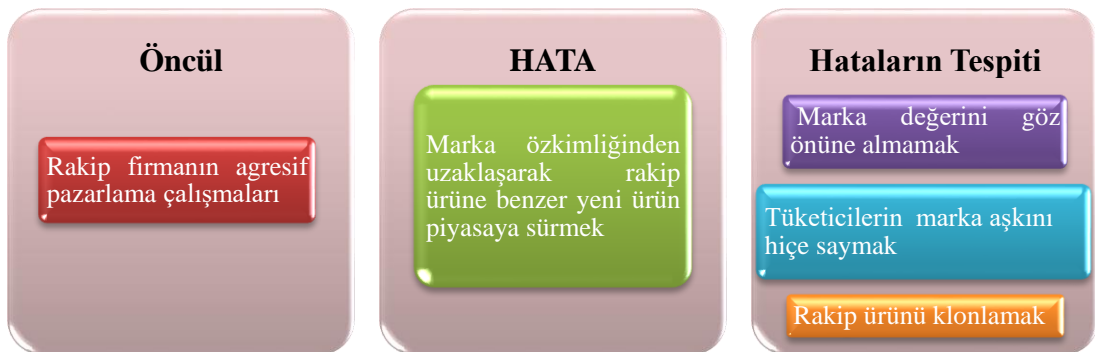 Öncül
Rakip firmanın agresif
pazarlama çalışmaları
HATA
Marka özkimliğinden
uzaklaşarak rakip
ürüne benzer yeni ürün
piyasaya sürmek
Hataların Tespiti
Marka değerini göz
önüne almamak
Tüketicilerin marka aşkını
hiçe saymak
Rakip ürünü klonlamak